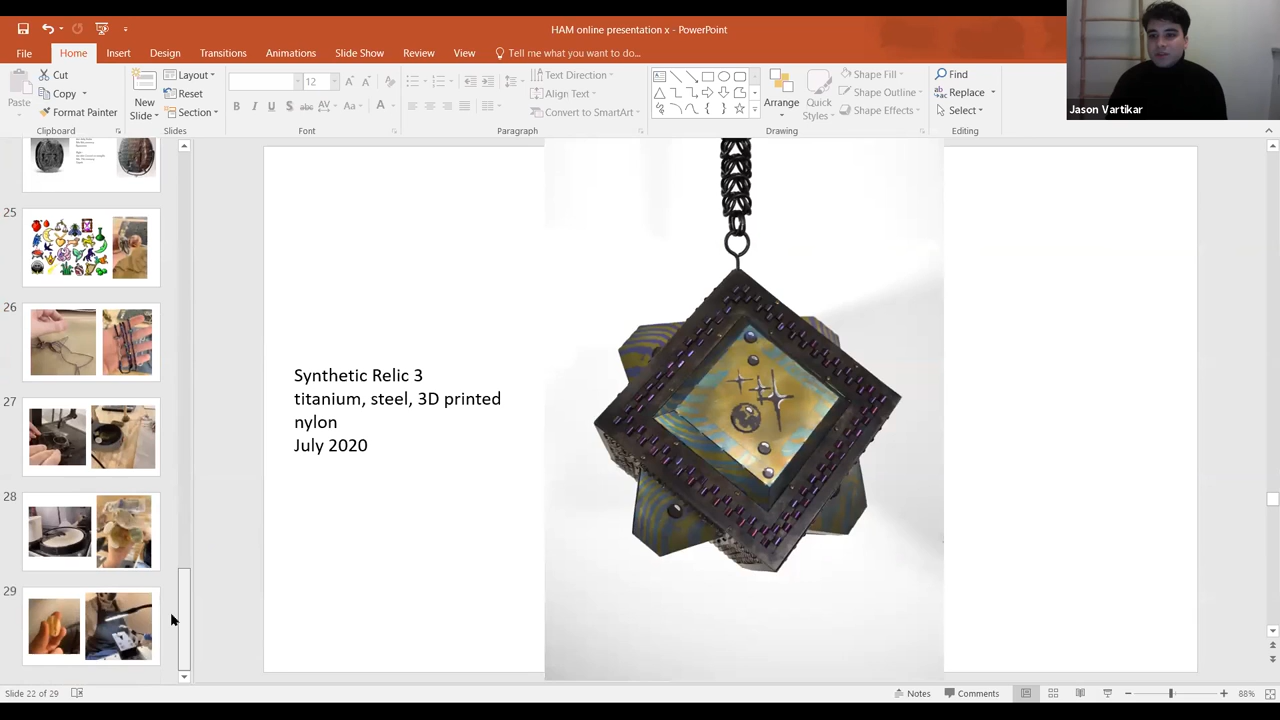 HAM online presentation x - PowerPoint
File Home Insert Design Transitions Animations Slide Show Review View Tell me what you want to do...
Paste
Cut
Copy
Format Painter
Clipboard
New Slide
Layout
Reset
Section
Slides
12
B I U S abc AV Aa A
Font
Text Direction
Align Text
Convert to SmartArt
Paragraph
Arrange
Quick Styles
Shape Fill
Shape Outline
Shape Effects
Drawing
Find
Replace
Select
Editing
Jason Vartikar
25
26
27
28
29
Synthetic Relic 3
titanium, steel, 3D printed
nylon
July 2020
Slide 22 of 29
Notes
Comments
88%